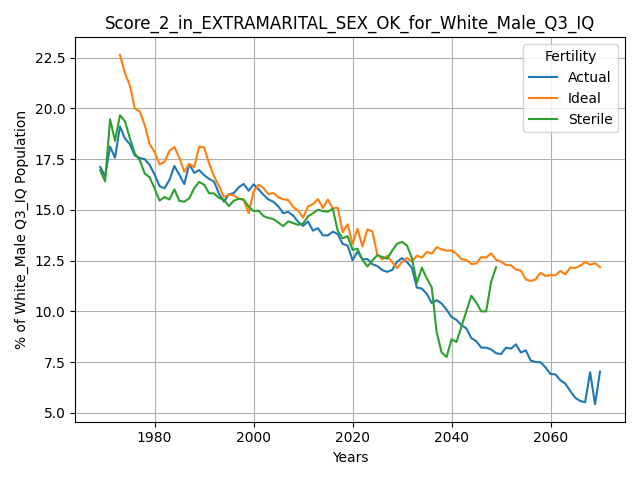 Score_2_in_EXTRAMARITAL_SEX_OK_for_White_Male_Q3_IQ
% of White_Male Q3_IQ Population
22.5
20.0
17.5
15.0
12.5
10.0
7.5
5.0
Fertility
Actual
Ideal
Sterile
1980
2000
2020
2040
2060
Years